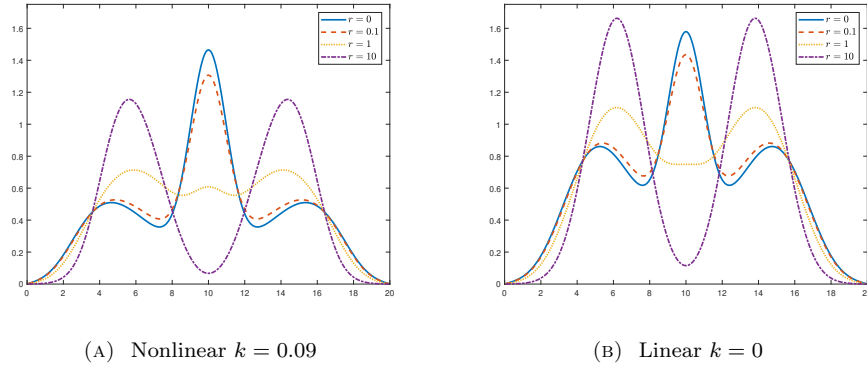 1.6
1.4
1.2
1
0.8
0.6
0.4
0.2
0
0 2 4 6 8 10 12 14 16 18 20
r = 0
r = 0.1
r = 1
r = 10
(A) Nonlinear k = 0.09
1.6
1.4
1.2
1
0.8
0.6
0.4
0.2
0
0 2 4 6 8 10 12 14 16 18 20
r = 0
r = 0.1
r = 1
r = 10
(B) Linear k = 0